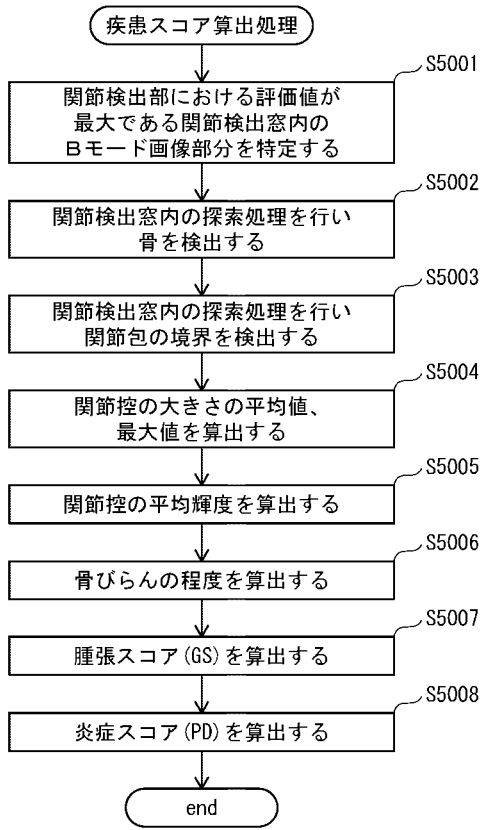 疾患スコア算出処理
S5001
関節検出部における評価値が
最大である関節検出窓内の
Bモード画像部分を特定する
S5002
関節検出窓内の探索処理を行い
骨を検出する
S5003
関節検出窓内の探索処理を行い
関節包の境界を検出する
S5004
関節控の大きさの平均値、
最大値を算出する
S5005
関節控の平均輝度を算出する
S5006
骨びらんの程度を算出する
S5007
腫張スコア(GS)を算出する
S5008
炎症スコア(PD)を算出する
end